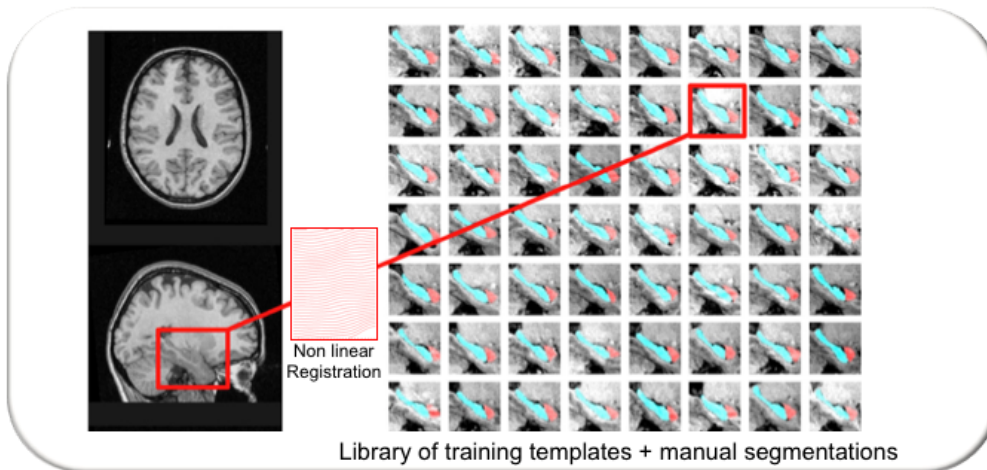 Non linear
Registration
Library of training templates + manual segmentations